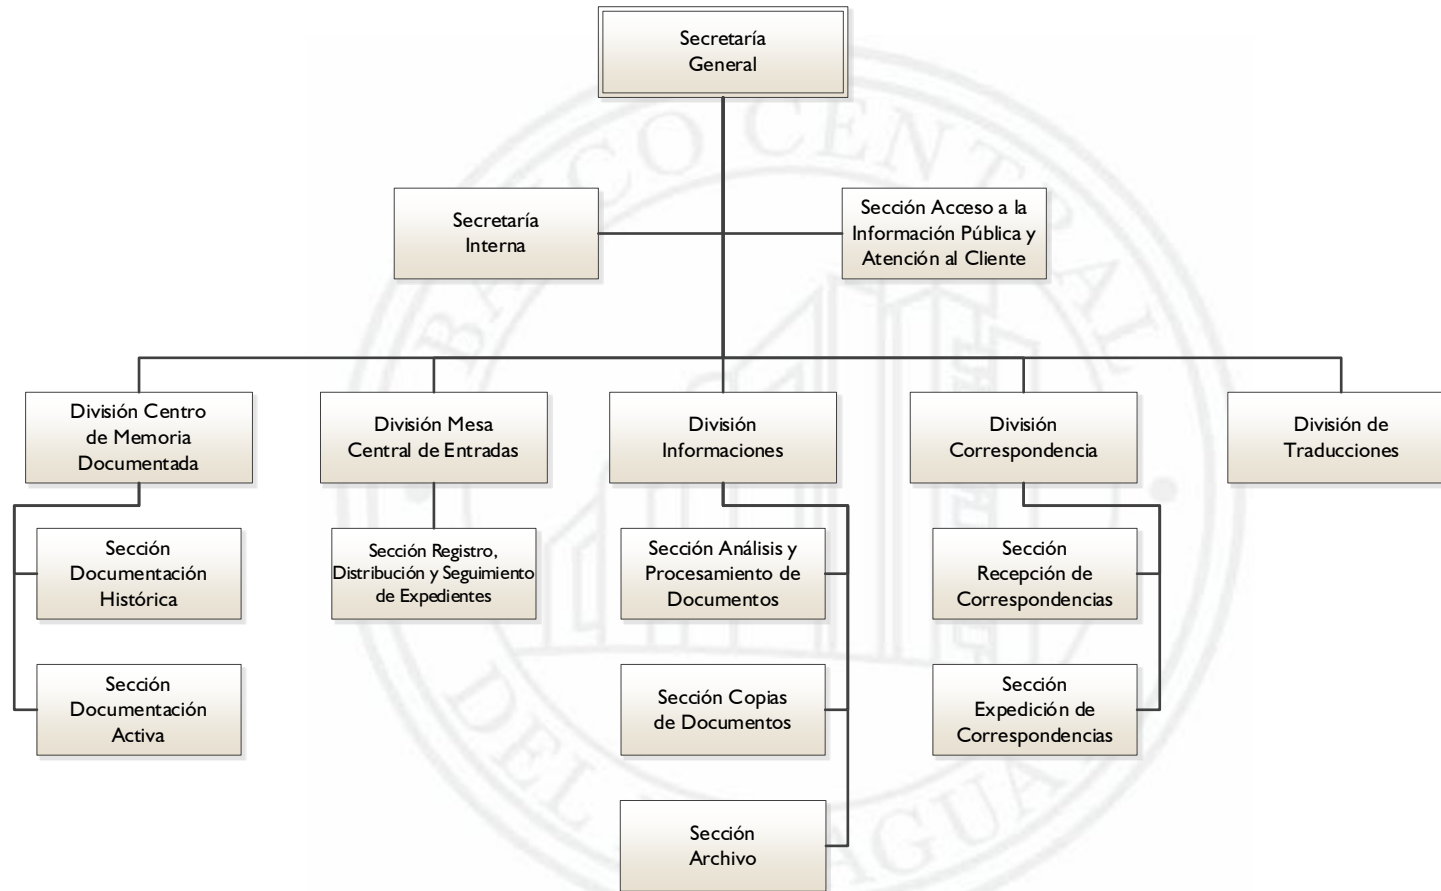 Secretaría
General
Secretaría
Interna
Sección Acceso a la
Información Pública y
Atención al Cliente
División Centro
de Memoria
Documentada
División Mesa
Central de Entradas
División
Informaciones
División
Correspondencia
División de
Traducciones
Sección
Documentación
Histórica
Sección Registro,
Distribución y Seguimiento
de Expedientes
Sección Análisis y
Procesamiento de
Documentos
Sección
Recepción de
Correspondencias
Sección
Documentación
Activa
Sección Copias
de Documentos
Sección
Expedición de
Correspondencias
Sección
Archivo
BANCO CENTRAL
DEL